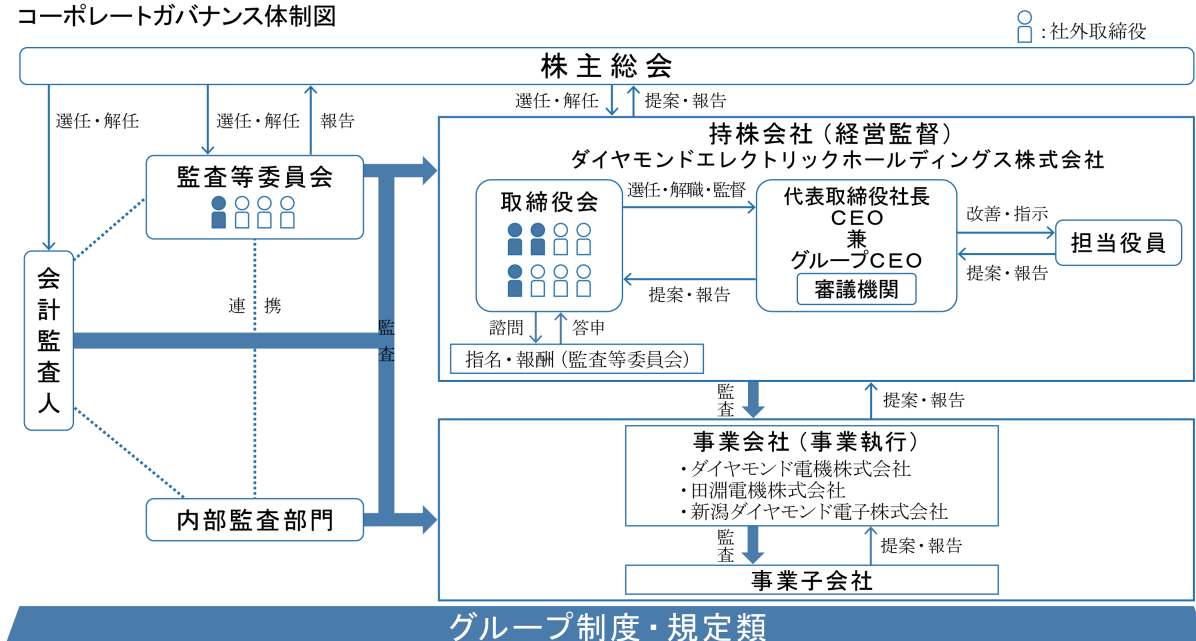 コーポレートガバナンス体制図
：社外取締役
株主総会
選任・解任
選任・解任
報告
選任・解任
提案・報告
監査等委員会
持株会社（経営監督）
ダイヤモンドエレクトリックホールディングス株式会社
取締役会
選任・解職・監督
提案・報告
代表取締役社長
CEO
兼
グループCEO
審議機関
改善・指示
提案・報告
担当役員
諮問
答申
指名・報酬（監査等委員会）
会計監査人
連携
監査
監査
提案・報告
事業会社（事業執行）
・ダイヤモンド電機株式会社
・田淵電機株式会社
・新潟ダイヤモンド電子株式会社
内部監査部門
監査
提案・報告
事業子会社
グループ制度・規定類